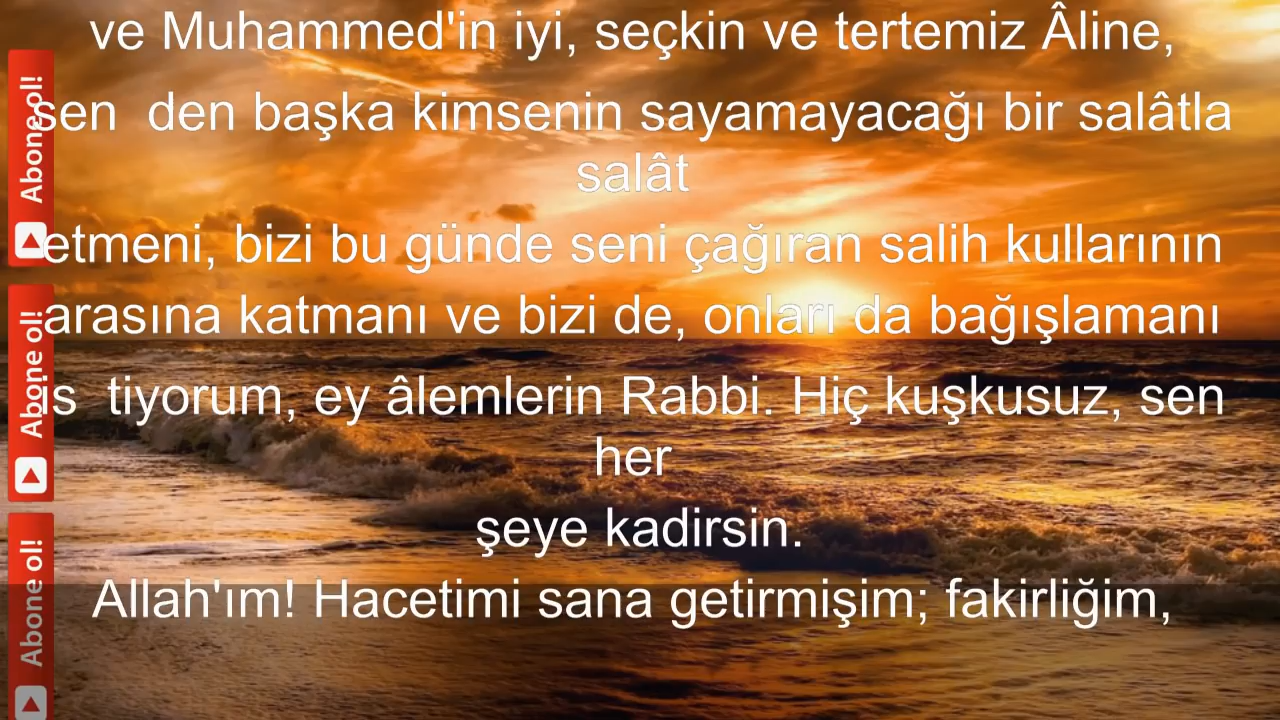 ve Muhammed'in iyi, seçkin ve tertemiz Âline,
sen  den başka kimsenin sayamayacağı bir salâtla
salât
etmeni, bizi bu günde seni çağıran salih kullarının
arasına katmanı ve bizi de, onları da bağışlamanı
is  tiyorum, ey âlemlerin Rabbi. Hiç kuşkusuz, sen
her
şeye kadirsin.
Allah'ım! Hacetimi sana getirmişim; fakirliğim,
Abone ol!
Abone ol!
Abone ol!